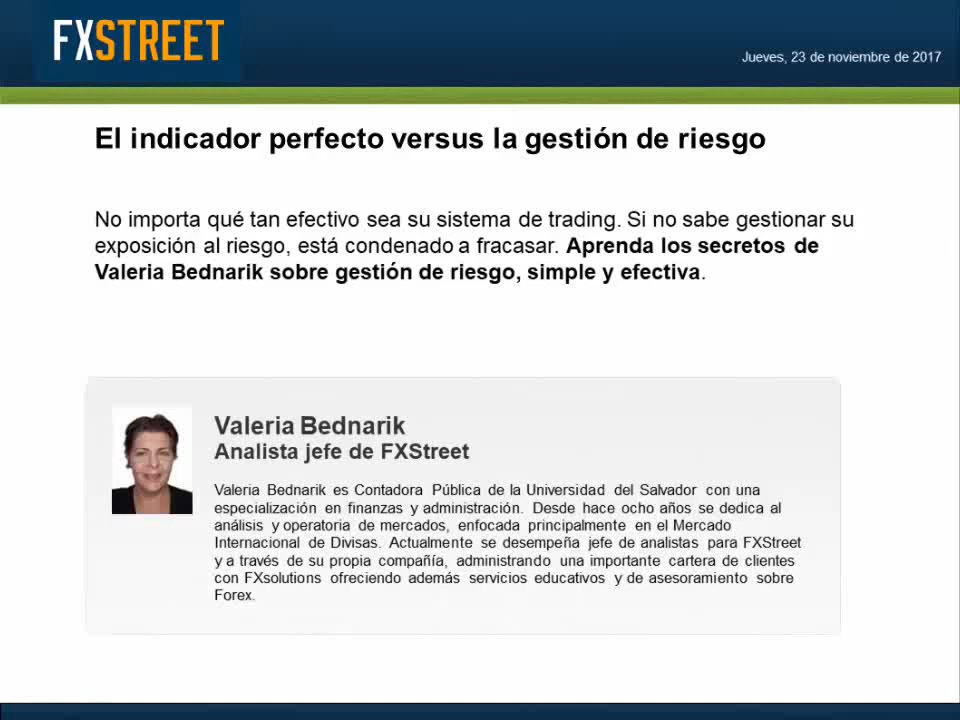 FXSTREET
Jueves, 23 de noviembre de 2017
El indicador perfecto versus la gestión de riesgo
No importa qué tan efectivo sea su sistema de trading. Si no sabe gestionar su
exposición al riesgo, está condenado a fracasar. Aprenda los secretos de
Valeria Bednarik sobre gestión de riesgo, simple y efectiva.
Valeria Bednarik
Analista jefe de FXStreet
Valeria Bednarik es Contadora Pública de la Universidad del Salvador con una
especialización en finanzas y administración. Desde hace ocho años se dedica al
análisis y operatoria de mercados, enfocada principalmente en el Mercado
Internacional de Divisas. Actualmente se desempeña jefe de analistas para FXStreet
y a través de su propia compañía, administrando una importante cartera de clientes
con FXsolutions ofreciendo además servicios educativos y de asesoramiento sobre
Forex.